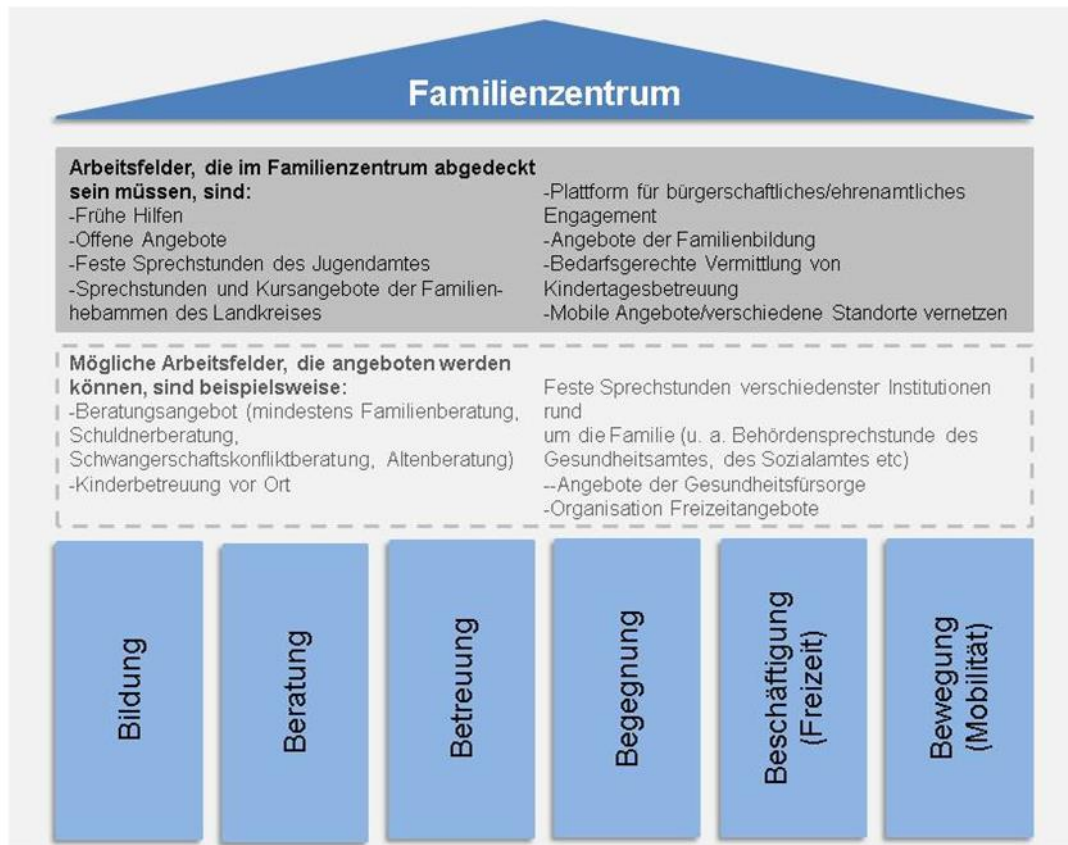 Familienzentrum
Arbeitsfelder, die im Familienzentrum abgedeckt
sein müssen, sind:
-Frühe Hilfen
-Offene Angebote
-Feste Sprechstunden des Jugendamtes
-Sprechstunden und Kursangebote der Familien-
hebammen des Landkreises
-Plattform für bürgerschaftliches/ehrenamtliches
Engagement
-Angebote der Familienbildung
-Bedarfsgerechte Vermittlung von
Kindertagesbetreuung
-Mobile Angebote/verschiedene Standorte vernetzen
Mögliche Arbeitsfelder, die angeboten werden
können, sind beispielsweise:
-Beratungsangebot (mindestens Familienberatung,
Schuldnerberatung,
Schwangerschaftskonfliktberatung, Altenberatung)
-Kinderbetreuung vor Ort
Feste Sprechstunden verschiedenster Institutionen
rund
um die Familie (u. a. Behördensprechstunde des
Gesundheitsamtes, des Sozialamtes etc)
--Angebote der Gesundheitsfürsorge
-Organisation Freizeitangebote
Bildung
Beratung
Betreuung
Begegnung
Beschäftigung
(Freizeit)
Bewegung
(Mobilität)